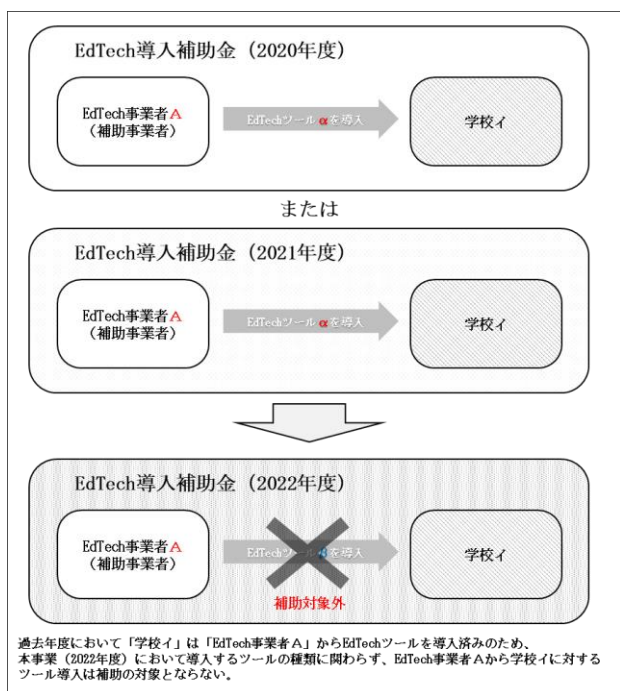 EdTech導入補助金（2020年度）
EdTech事業者A
（補助事業者）
EdTechツールαを導入
学校イ
または
EdTech導入補助金（2021年度）
EdTech事業者A
（補助事業者）
EdTechツールαを導入
学校イ
EdTech導入補助金（2022年度）
EdTech事業者A
（補助事業者）
EdTechツールを導入
学校イ
補助対象外
過去年度において「学校イ」は「EdTech事業者A」からEdTechツールを導入済みのため、
本事業（2022年度）において導入するツールの種類に関わらず、EdTech事業者Aから学校イに対する
ツール導入は補助の対象とならない。